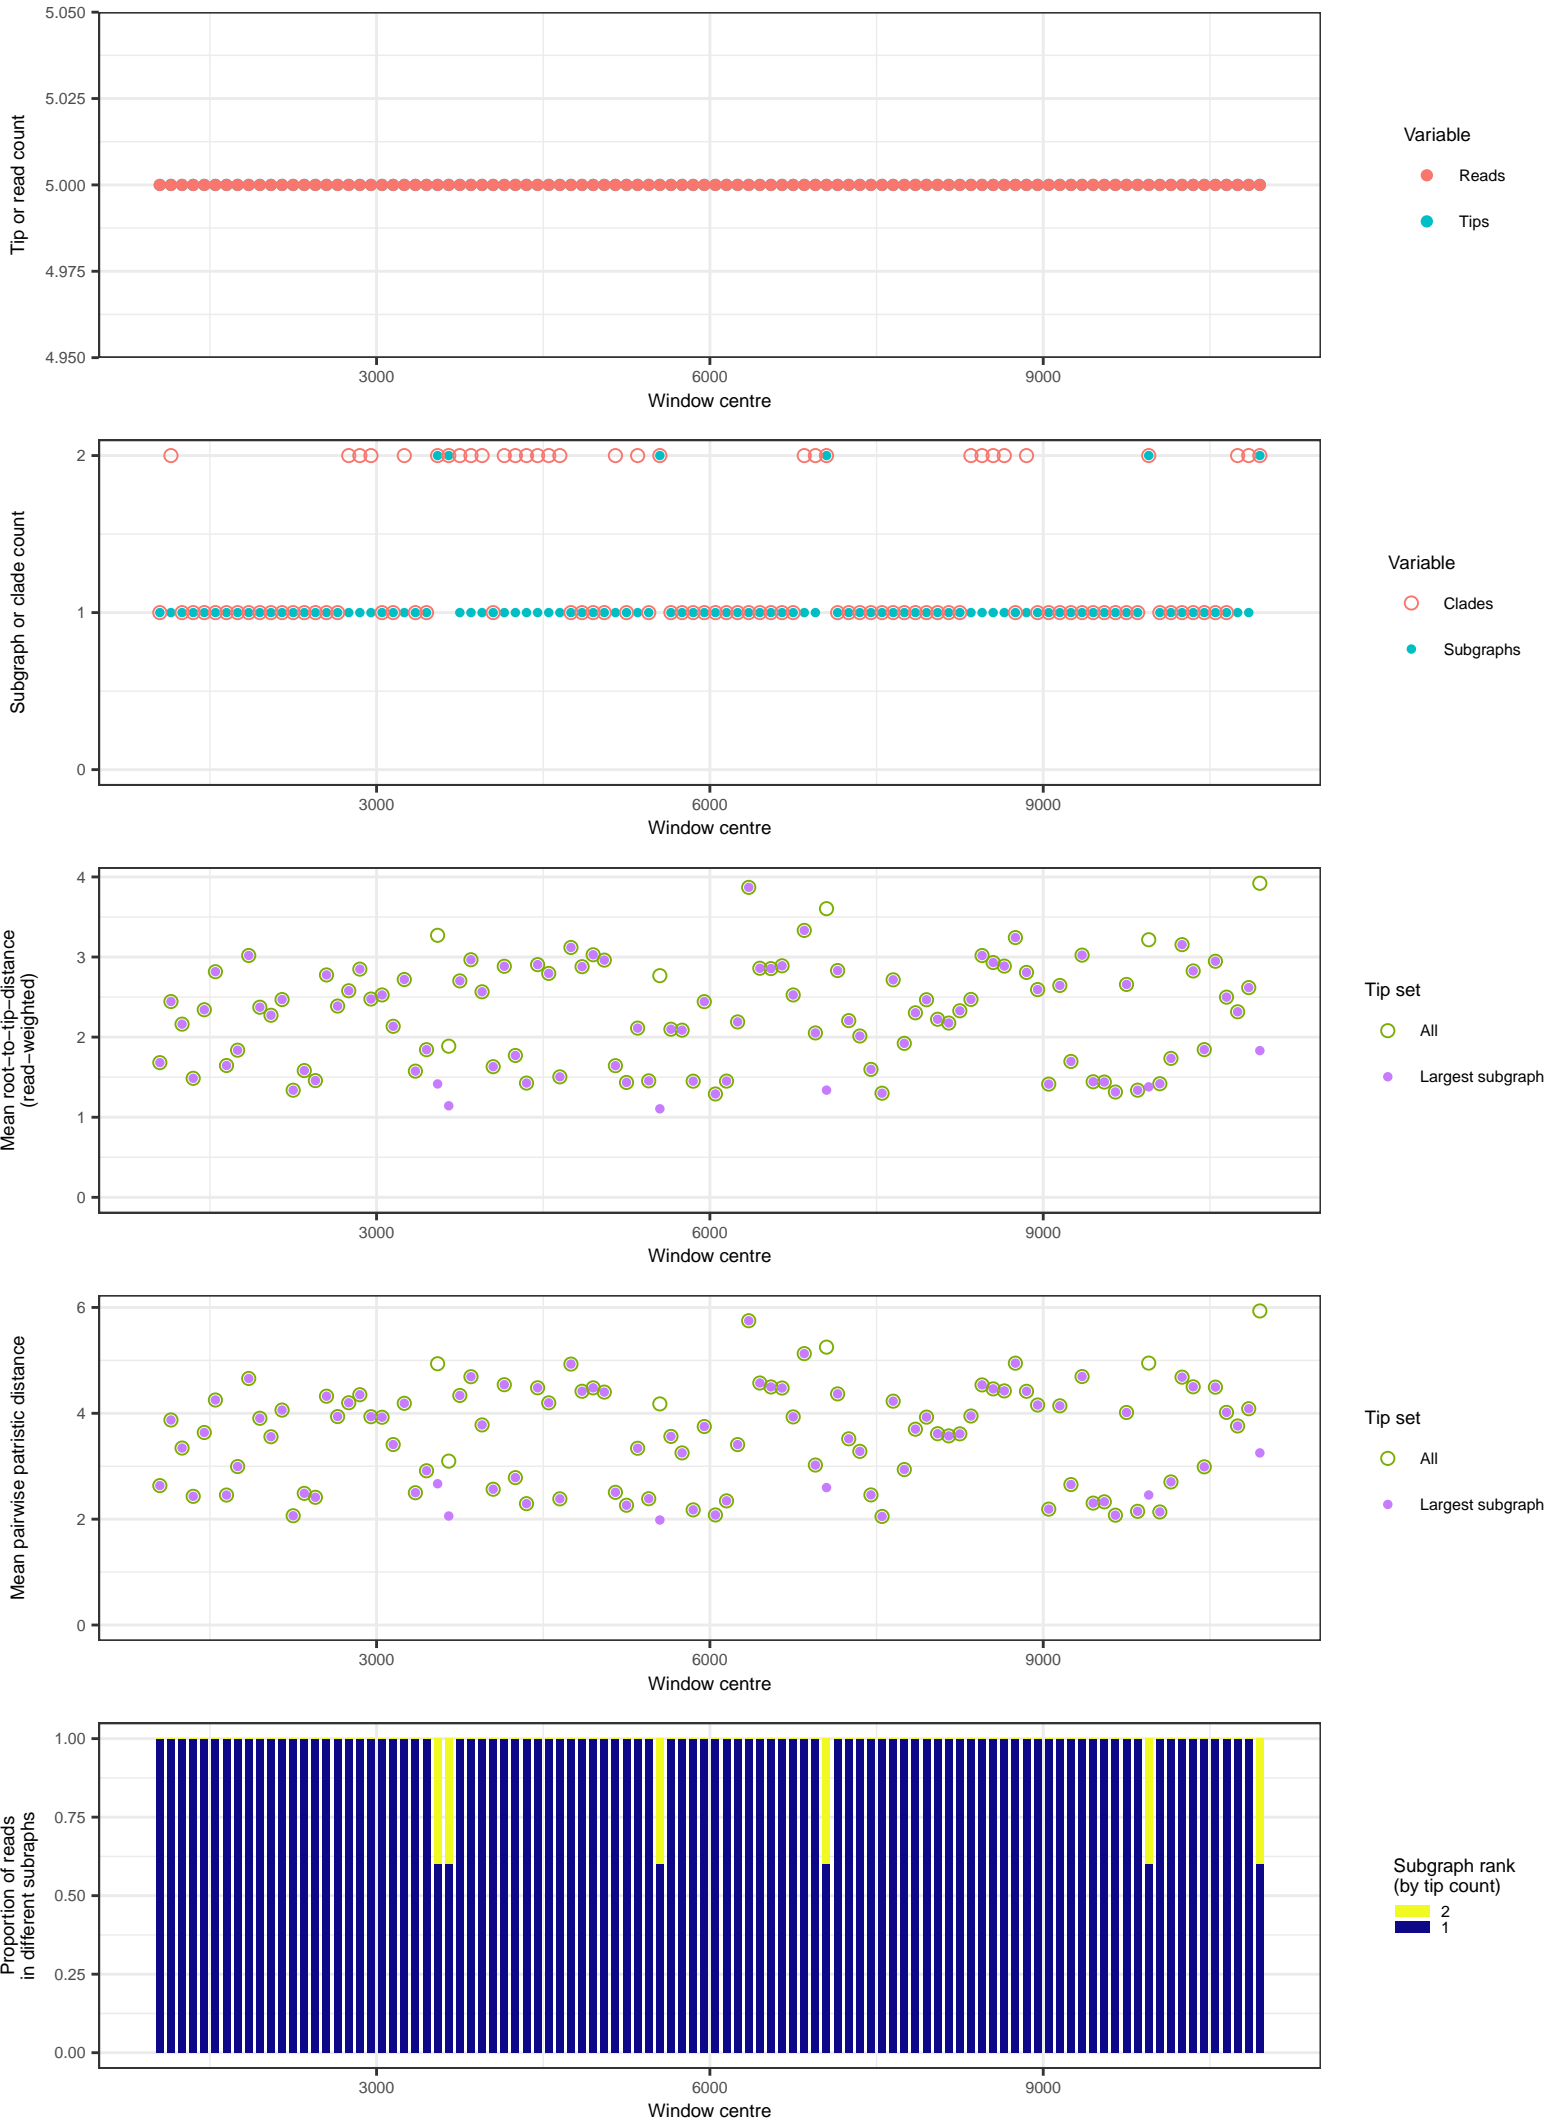 5.050
5.025
5.000
4.975
4.950
Tip or read count
3000
6000
9000
Window centre
Variable
Reads
Tips
2
1
0
Subgraph or clade count
3000
6000
9000
Window centre
Variable
Clades
Subgraphs
4
3
2
1
0
Mean root−to−tip−distance
(read−weighted)
3000
6000
9000
Window centre
Tip set
All
Largest subgraph
6
4
2
0
Mean pairwise patristic distance
3000
6000
9000
Window centre
Tip set
All
Largest subgraph
1.00
0.75
0.50
0.25
0.00
Proportion of reads
in different subraphs
3000
6000
9000
Window centre
Subgraph rank
(by tip count)
2
1